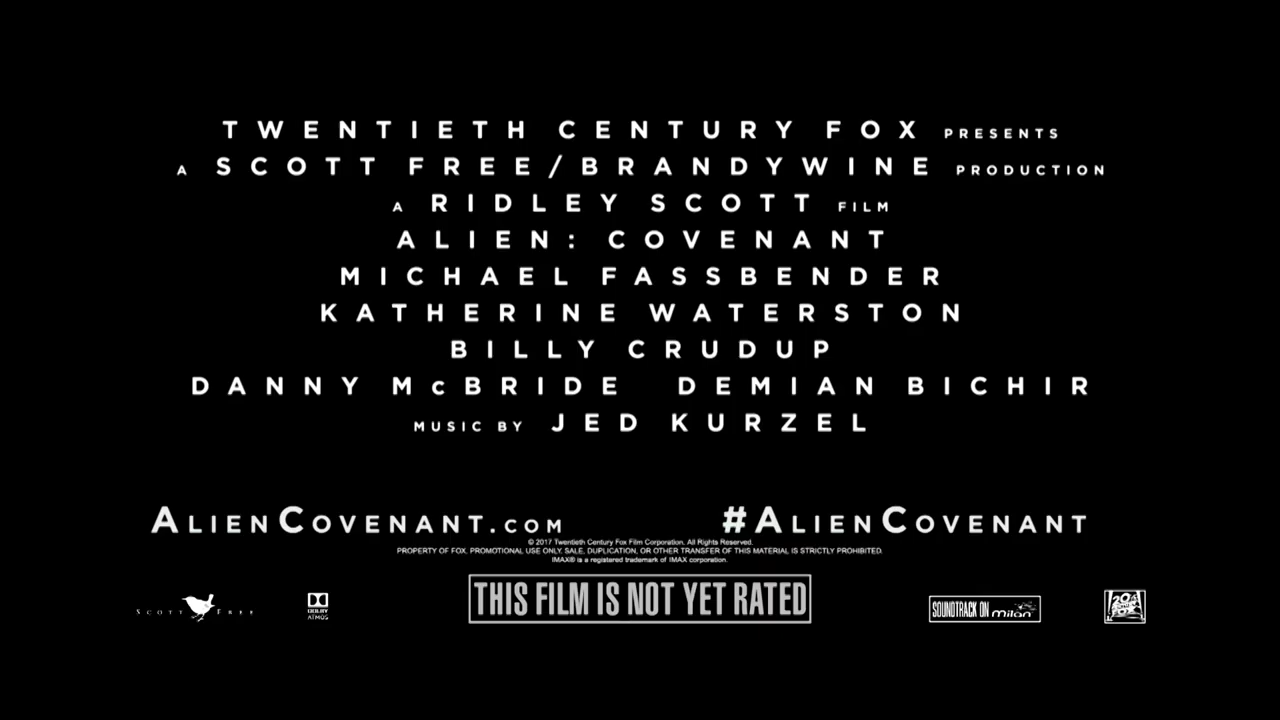 TWENTIETH CENTURY FOX PRESENTS
A SCOTT FREE/BRANDYWINE PRODUCTION
A RIDLEY SCOTT FILM
ALIEN: COVENANT
MICHAEL FASSBENDER
KATHERINE WATERSTON
BILLY CRUDUP
DANNY McBRIDE DEMIAN BICHIR
MUSIC BY JED KURZEL
ALIENCOVENANT.COM #ALIENCOVENANT
© 2017 Twentieth Century Fox Film Corporation. All Rights Reserved.
PROPERTY OF FOX. PROMOTIONAL USE ONLY. SALE, DUPLICATION, OR OTHER TRANSFER OF THIS MATERIAL IS STRICTLY PROHIBITED.
IMAX® is a registered trademark of IMAX corporation.
SCOTT FREE
DOLBY
ATMOS
THIS FILM IS NOT YET RATED
SOUNDTRACK ON milan
20th
CENTURY
FOX